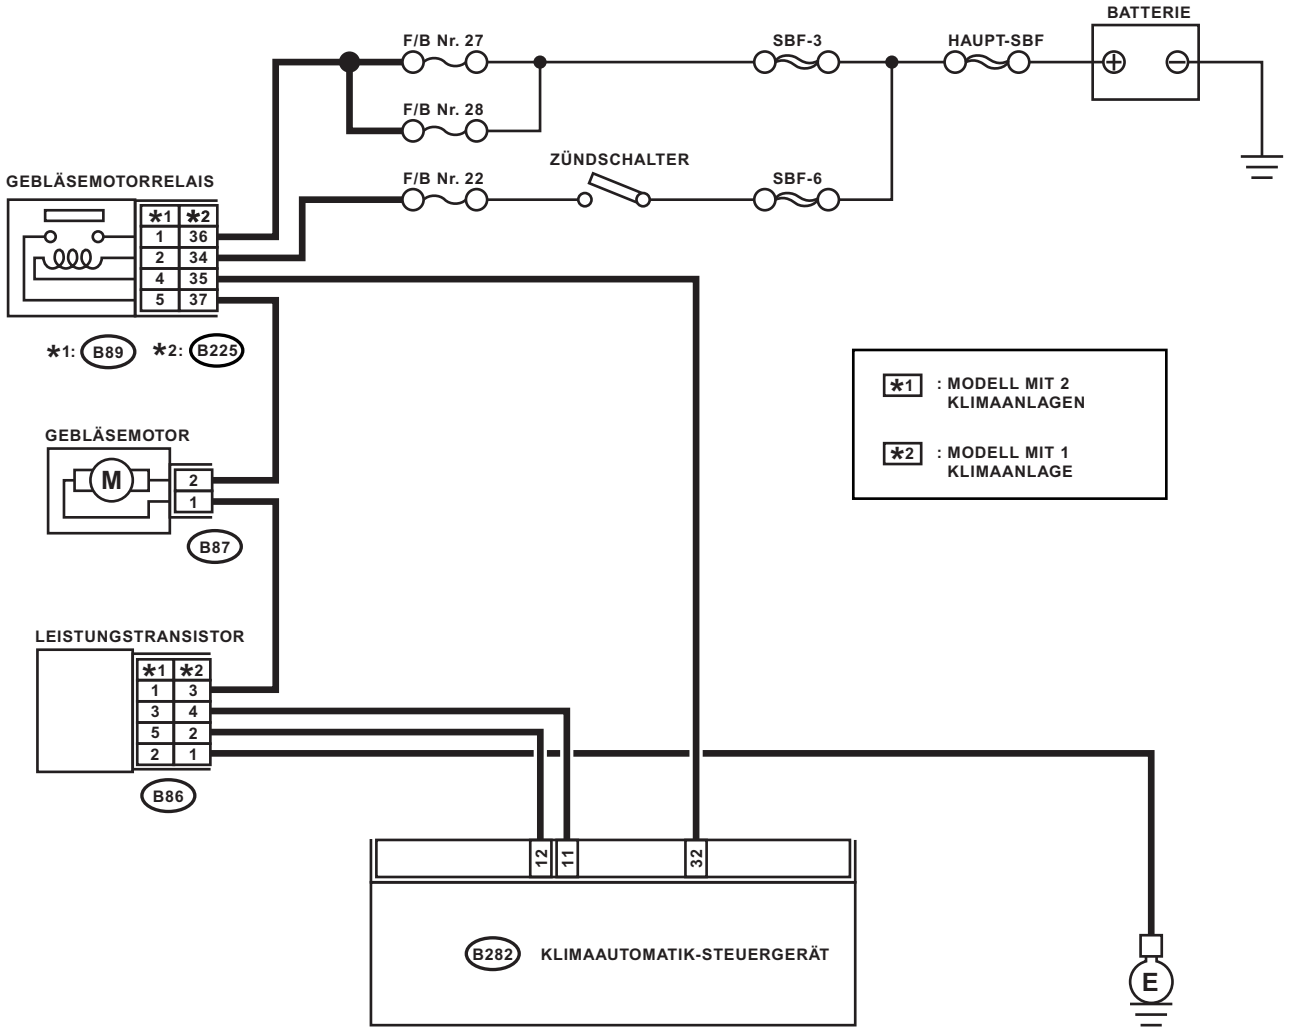 BATTERIE
F/B Nr. 27
SBF-3
HAUPT-SBF
+
−
F/B Nr. 28
ZÜNDSCHALTER
F/B Nr. 22
SBF-6
GEBLÄSEMOTORRELAIS
*1 *2
1 36
2 34
4 35
5 37
*1: B89 *2: B225
*1 : MODELL MIT 2
KLIMAANLAGEN
*2 : MODELL MIT 1
KLIMAANLAGE
GEBLÄSEMOTOR
M
2
1
B87
LEISTUNGSTRANSISTOR
*1 *2
1 3
3 4
5 2
2 1
B86
12
11
32
B282 KLIMAAUTOMATIK-STEUERGERÄT
E